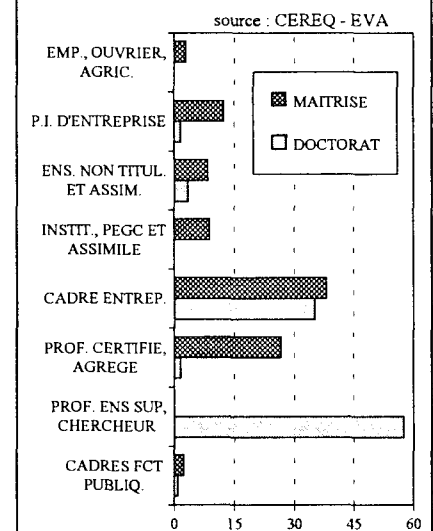 source : CEREQ - EVA
EMP., OUVRIER,
AGRIC.
P.I. D'ENTREPRISE
ENS. NON TITUL.
ET ASSIM.
INSTIT., PEGC ET
ASSIMILE
CADRE ENTREP.
PROF. CERTIFIE,
AGREGE
PROF. ENS SUP,
CHERCHEUR
CADRES FCT
PUBLIQ.
MAITRISE
DOCTORAT
0 15 30 45 60